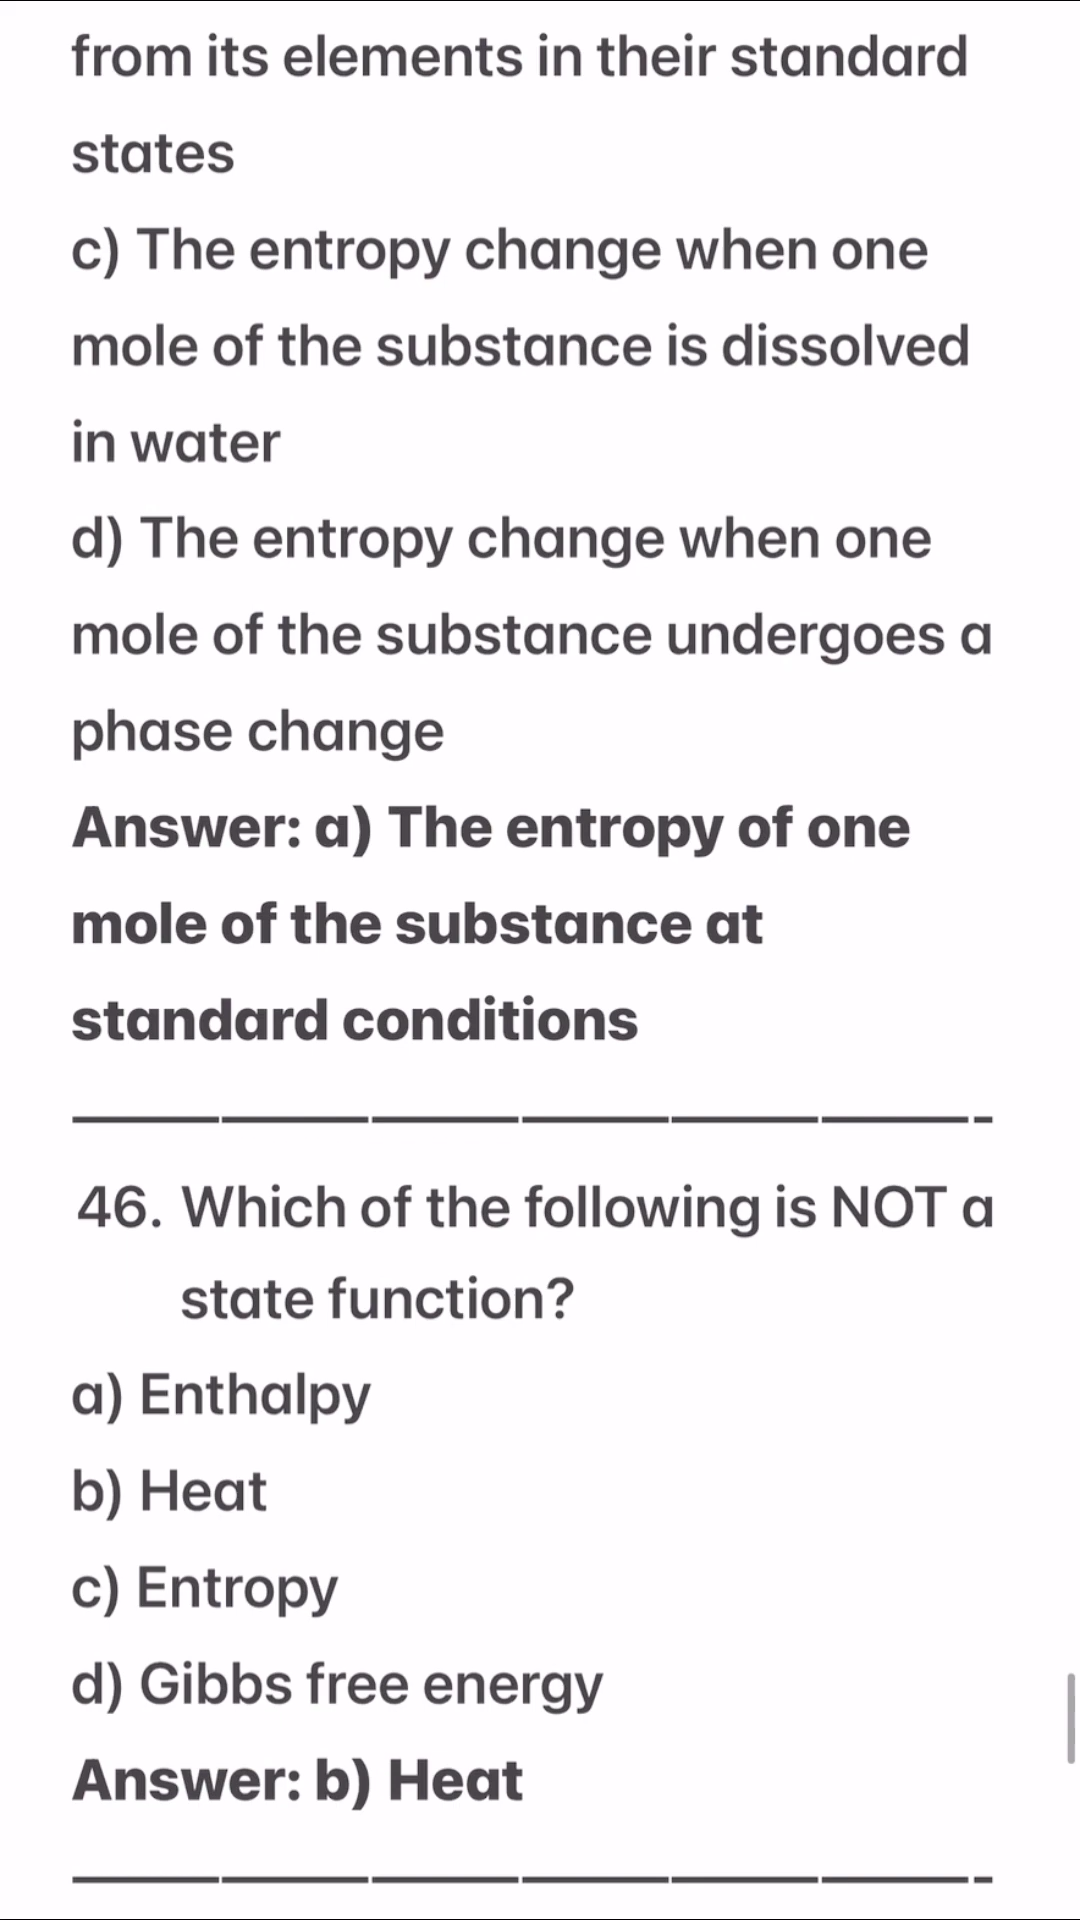 from its elements in their standard
states
c) The entropy change when one
mole of the substance is dissolved
in water
d) The entropy change when one
mole of the substance undergoes a
phase change
Answer: a) The entropy of one
mole of the substance at
standard conditions
——————————————————-
46. Which of the following is NOT a
state function?
a) Enthalpy
b) Heat
c) Entropy
d) Gibbs free energy
Answer: b) Heat
——————————————————-